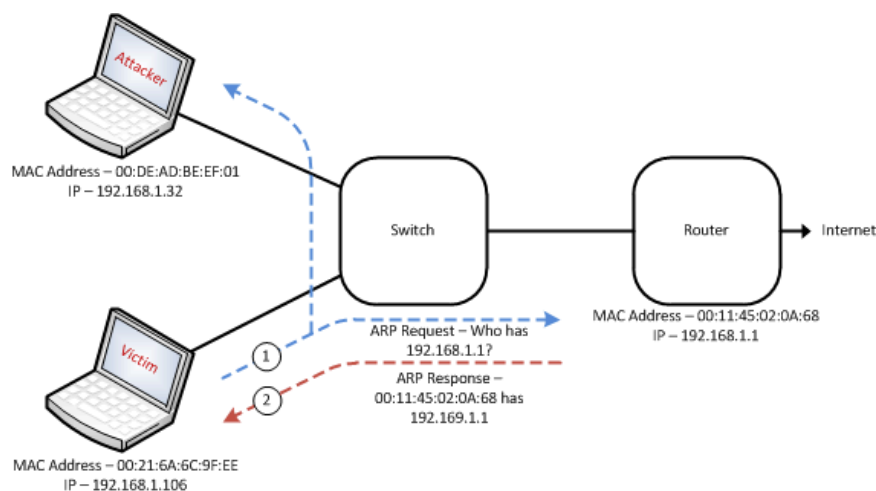 Attacker
MAC Address – 00:DE:AD:BE:EF:01
IP – 192.168.1.32
Switch
Router
Internet
MAC Address – 00:11:45:02:0A:68
IP – 192.168.1.1
1
ARP Request – Who has
192.168.1.1?
2
ARP Response –
00:11:45:02:0A:68 has
192.169.1.1
Victim
MAC Address – 00:21:6A:6C:9F:EE
IP – 192.168.1.106